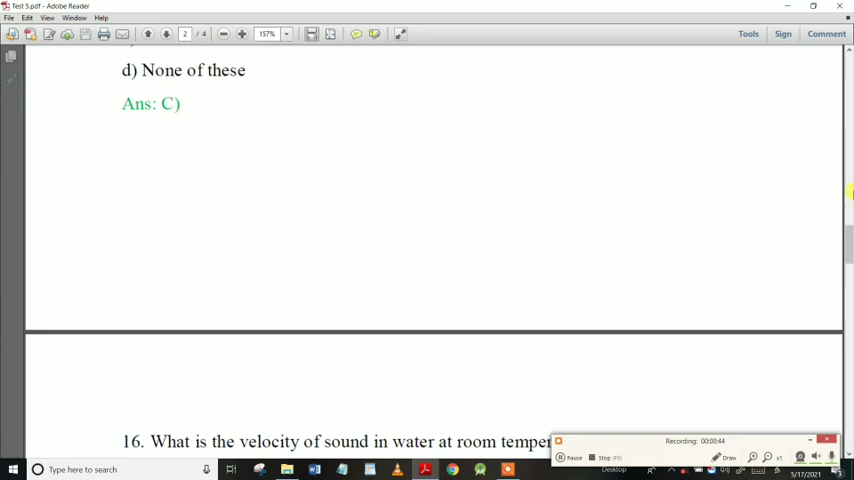 Test 5.pdf - Adobe Reader
File Edit View Window Help
2 / 4 157% Tools Sign Comment
d) None of these
Ans: C)
16. What is the velocity of sound in water at room temper
Recording: 00:00:44
Pause Stop (F8) Draw x1
Type here to search
Desktop
5/17/2021